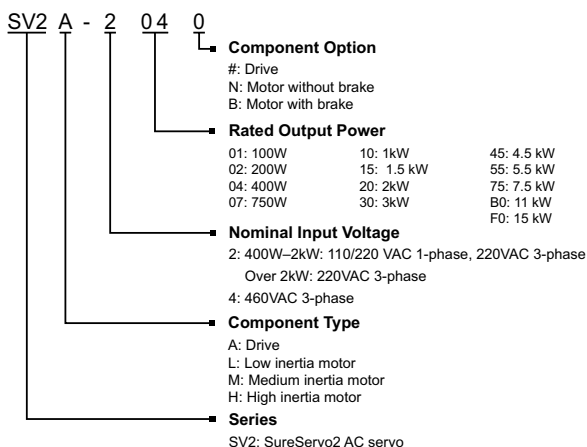 SV2 A - 2 04 0
Component Option
#: Drive
N: Motor without brake
B: Motor with brake
Rated Output Power
01: 100W 10: 1kW 45: 4.5 kW
02: 200W 15: 1.5 kW 55: 5.5 kW
04: 400W 20: 2kW 75: 7.5 kW
07: 750W 30: 3kW B0: 11 kW
F0: 15 kW
Nominal Input Voltage
2: 400W–2kW: 110/220 VAC 1-phase, 220VAC 3-phase
Over 2kW: 220VAC 3-phase
4: 460VAC 3-phase
Component Type
A: Drive
L: Low inertia motor
M: Medium inertia motor
H: High inertia motor
Series
SV2: SureServo2 AC servo